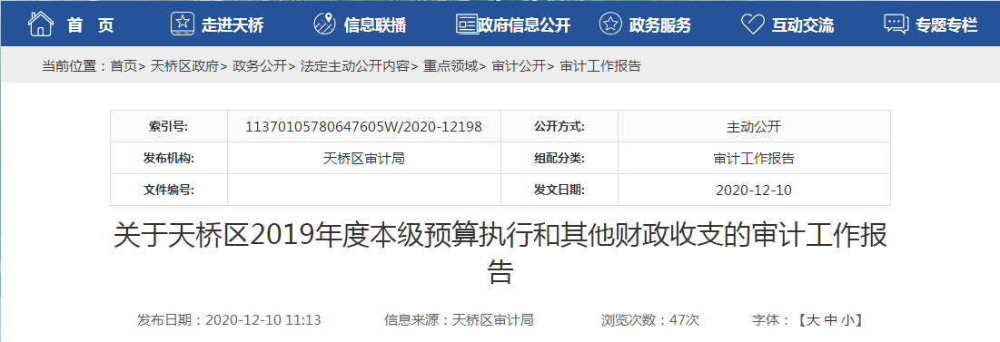 首 页 走进天桥 信息联播 政府信息公开 政务服务 互动交流 专题专栏
当前位置：首页> 天桥区政府> 政务公开> 法定主动公开内容> 重点领域> 审计公开> 审计工作报告
索引号: 11370105780647605W/2020-12198 公开方式: 主动公开
发布机构: 天桥区审计局 组配分类: 审计工作报告
文件编号: 发文日期: 2020-12-10
关于天桥区2019年度本级预算执行和其他财政收支的审计工作报
告
发布日期：2020-12-10 11:13 信息来源：天桥区审计局 浏览次数：47次 字体：【大 中 小】